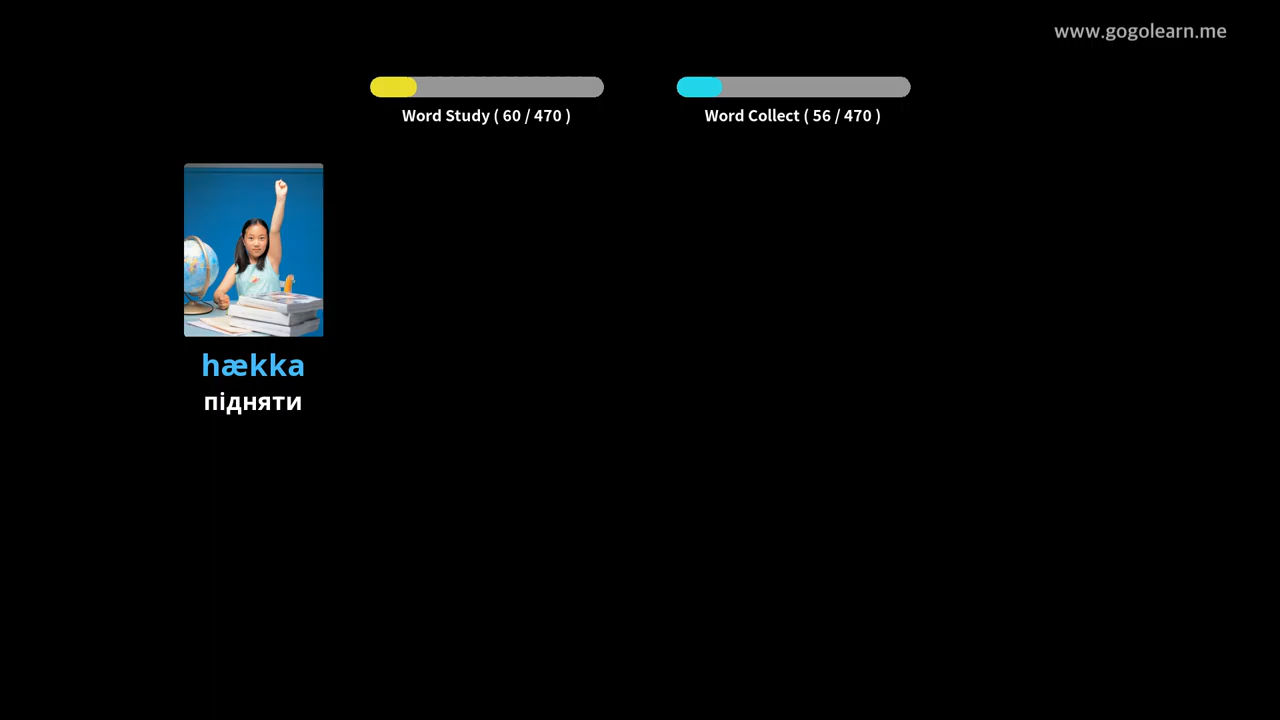 www.gogolearn.me
Word Study ( 60 / 470 )
Word Collect ( 56 / 470 )
hækka
підняти